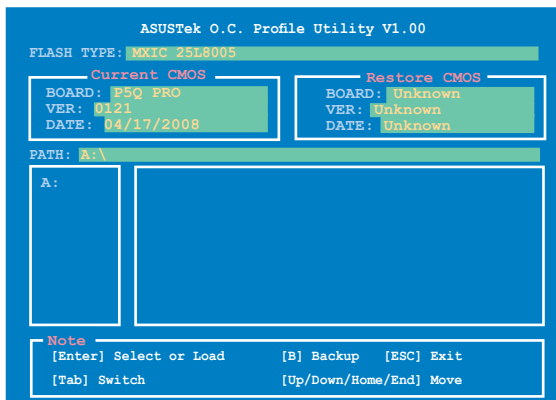 ASUSTek O.C. Profile Utility V1.00
FLASH TYPE: MXIC 25L8005
Current CMOS
BOARD: P5Q PRO
VER: 0121
DATE: 04/17/2008
Restore CMOS
BOARD: Unknown
VER: Unknown
DATE: Unknown
PATH: A:\
A:
Note
[Enter] Select or Load [B] Backup [ESC] Exit
[Tab] Switch [Up/Down/Home/End] Move